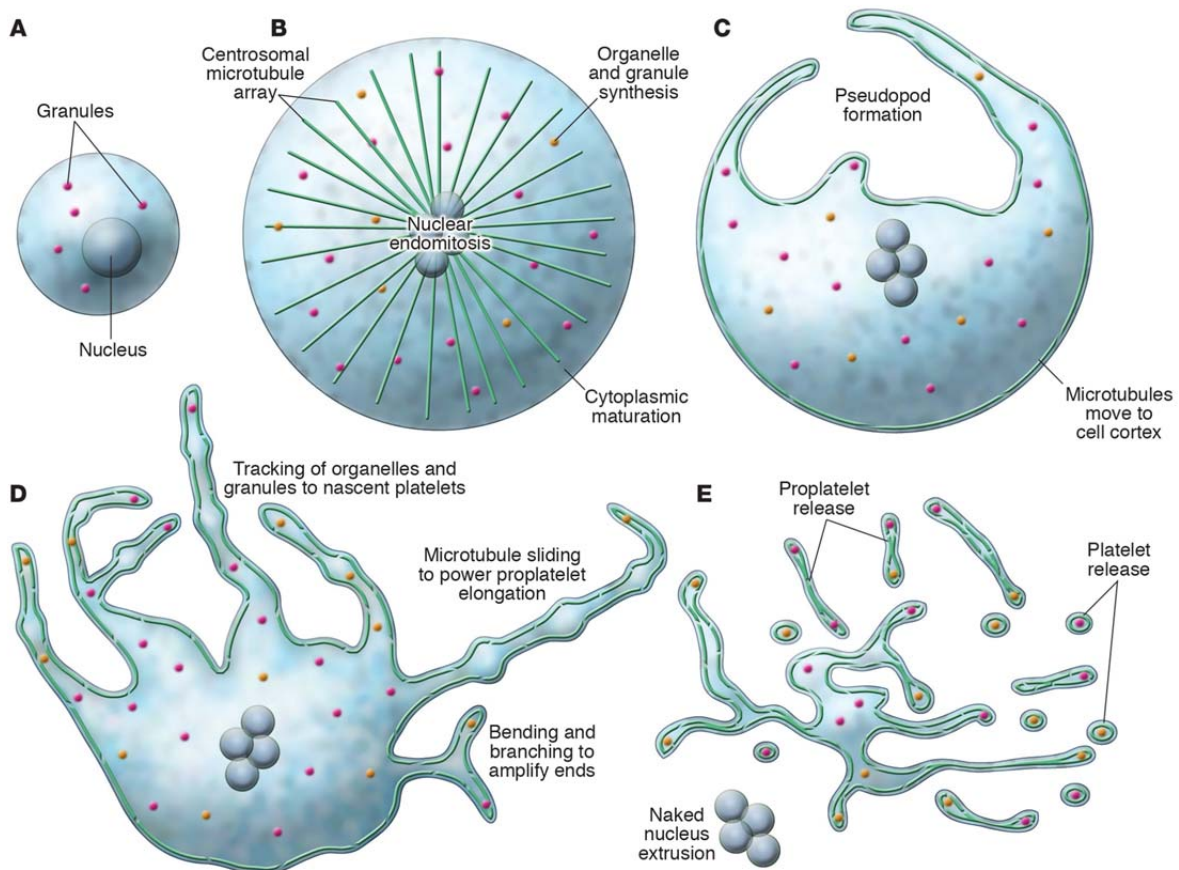 A
Granules
Nucleus
B
Centrosomal
microtubule
array
Organelle
and granule
synthesis
Nuclear
endomitosis
Cytoplasmic
maturation
C
Pseudopod
formation
Microtubules
move to
cell cortex
D
Tracking of organelles and
granules to nascent platelets
Microtubule sliding
to power proplatelet
elongation
Bending and
branching to
amplify ends
E
Proplatelet
release
Platelet
release
Naked
nucleus
extrusion